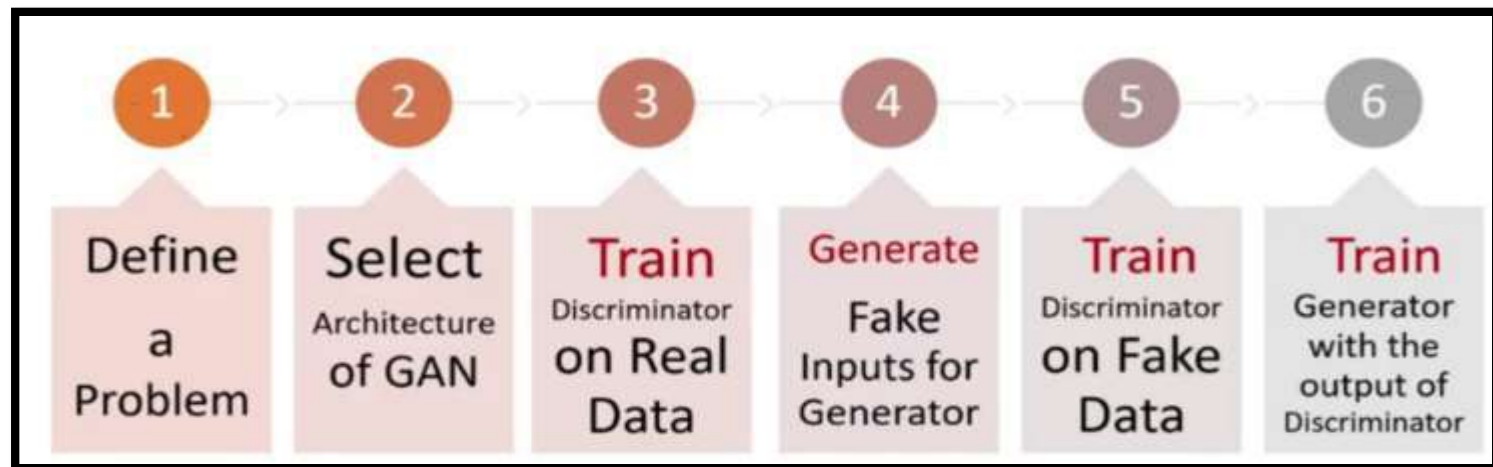 1
2
3
4
5
6
Define
a
Problem
Select
Architecture
of GAN
Train
Discriminator
on Real
Data
Generate
Fake
Inputs for
Generator
Train
Discriminator
on Fake
Data
Train
Generator
with the
output of
Discriminator